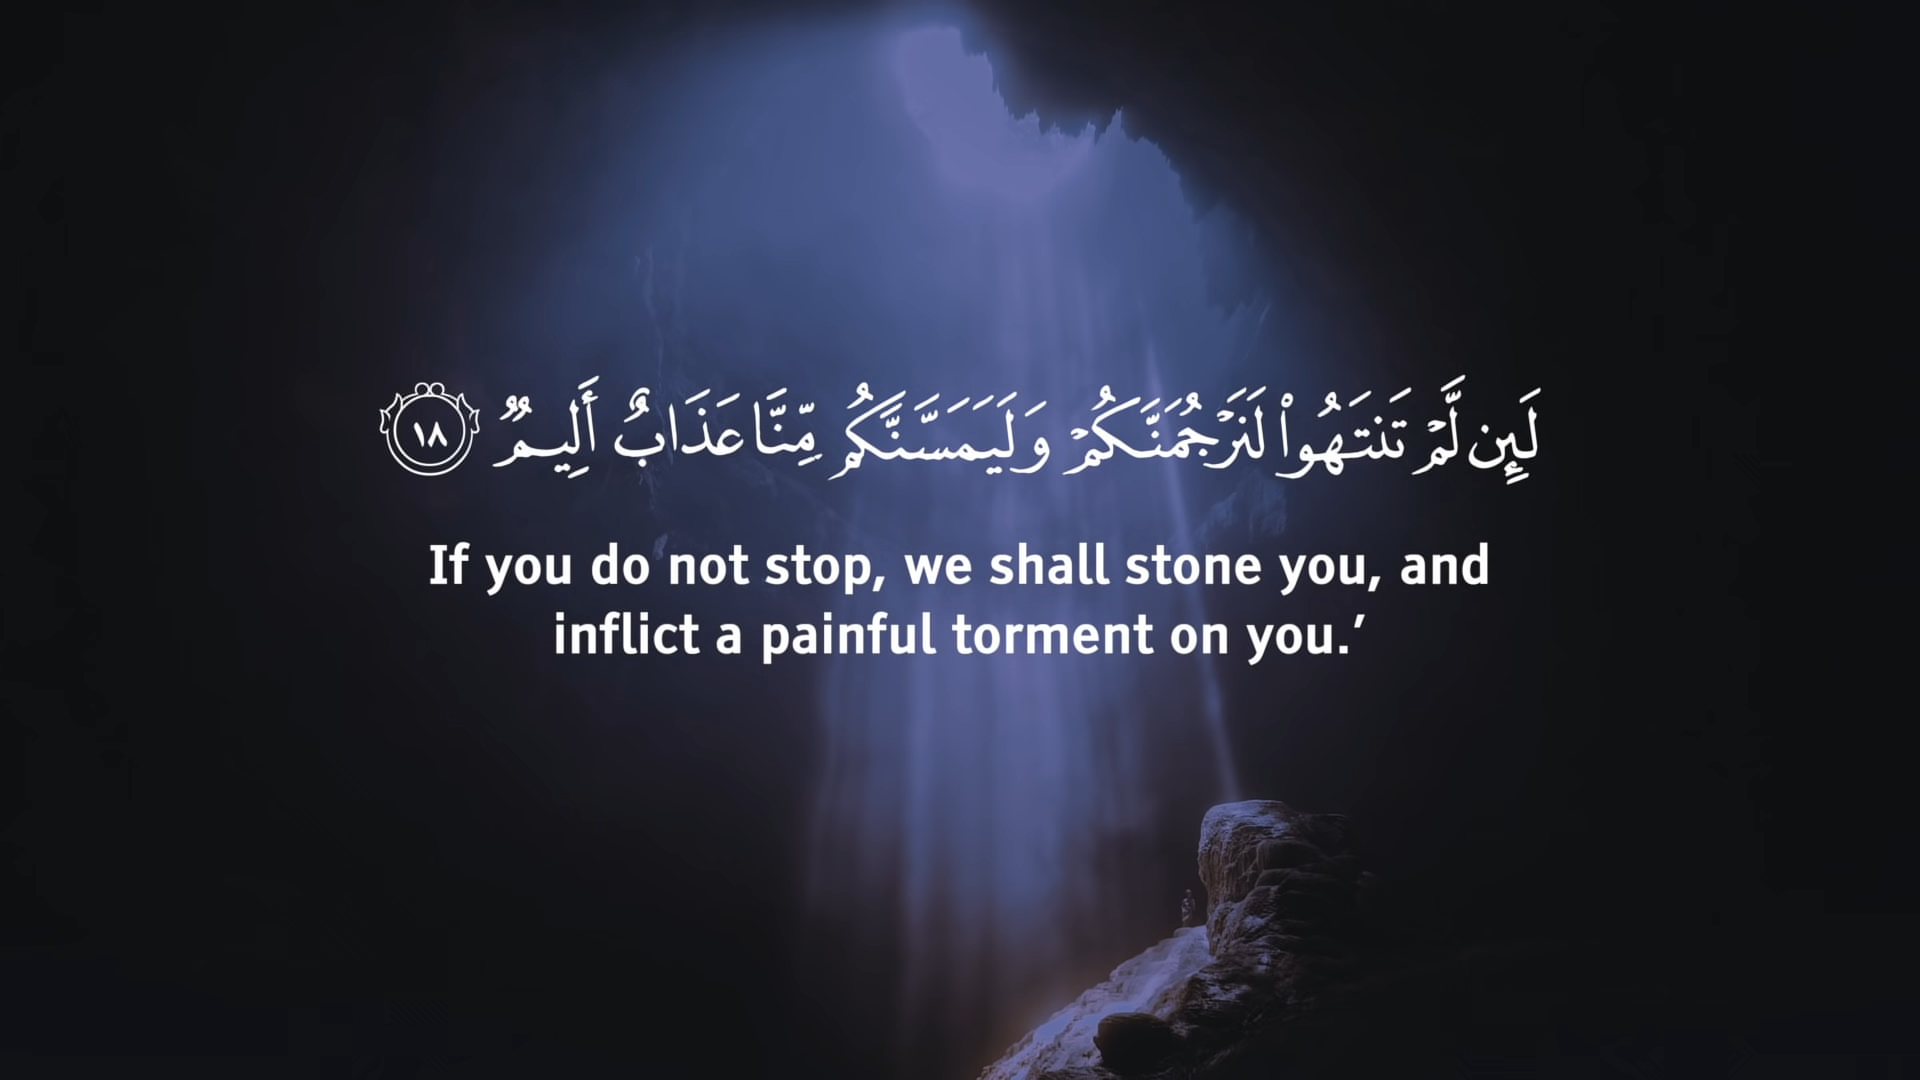 لَئِن لَّمْ تَنتَهُوا۟ لَنَرْجُمَنَّكُمْ وَلَيَمَسَّنَّكُم مِّنَّا عَذَابٌ أَلِيمٌ ١٨
If you do not stop, we shall stone you, and
inflict a painful torment on you.’